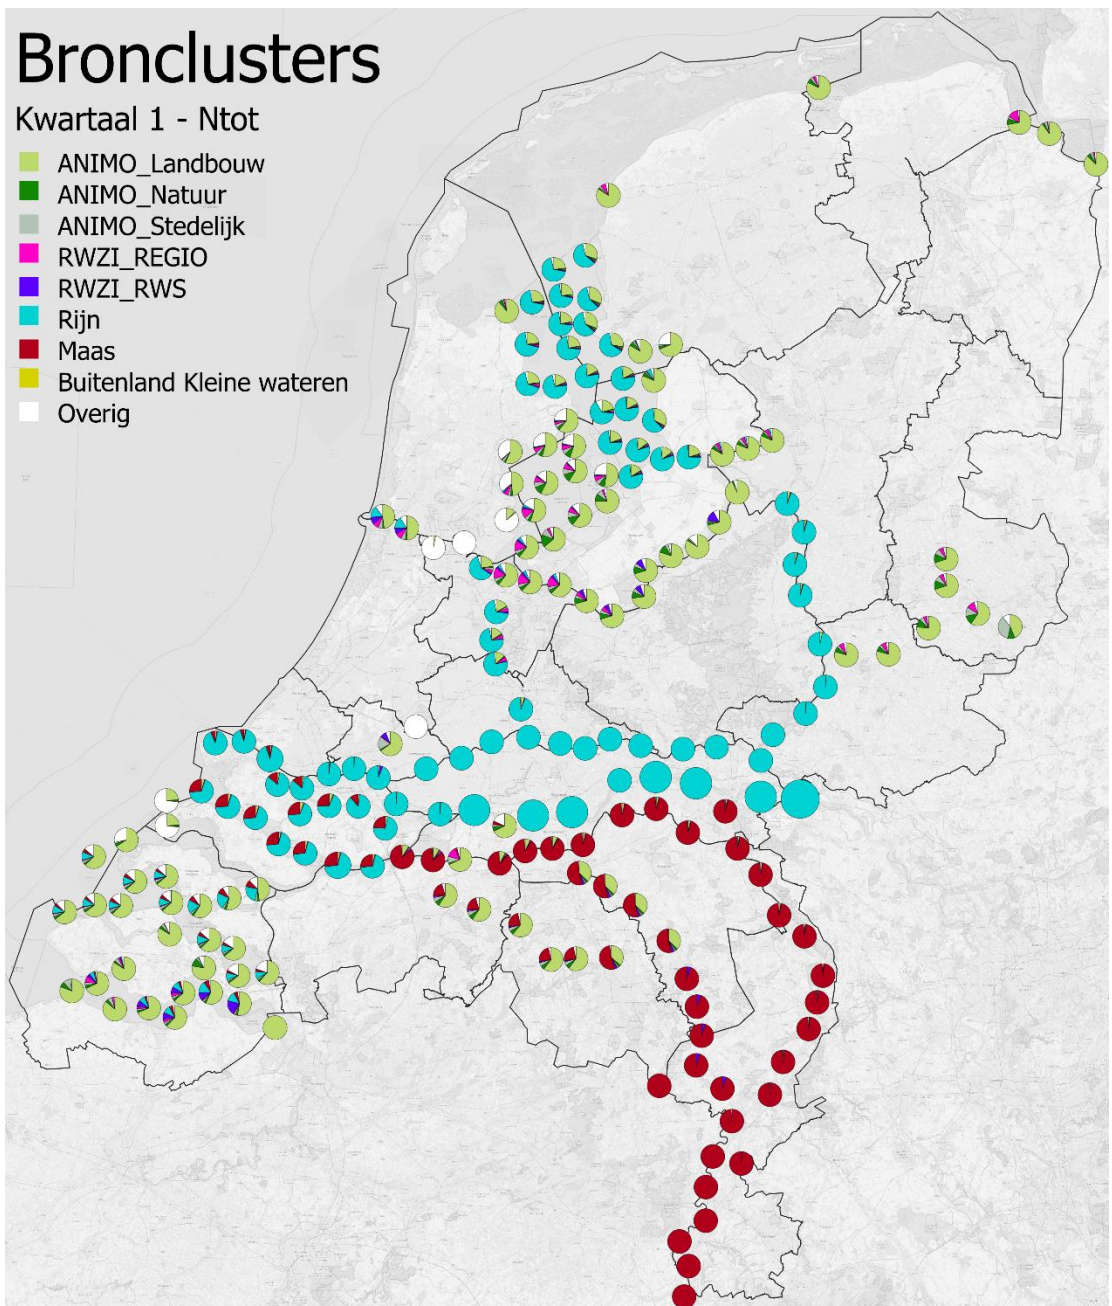 Bronclusters
Kwartaal 1 - Ntot
ANIMO_Landbouw
ANIMO_Natuur
ANIMO_Stedelijk
RWZI_REGIO
RWZI_RWS
Rijn
Maas
Buitenland Kleine wateren
Overig